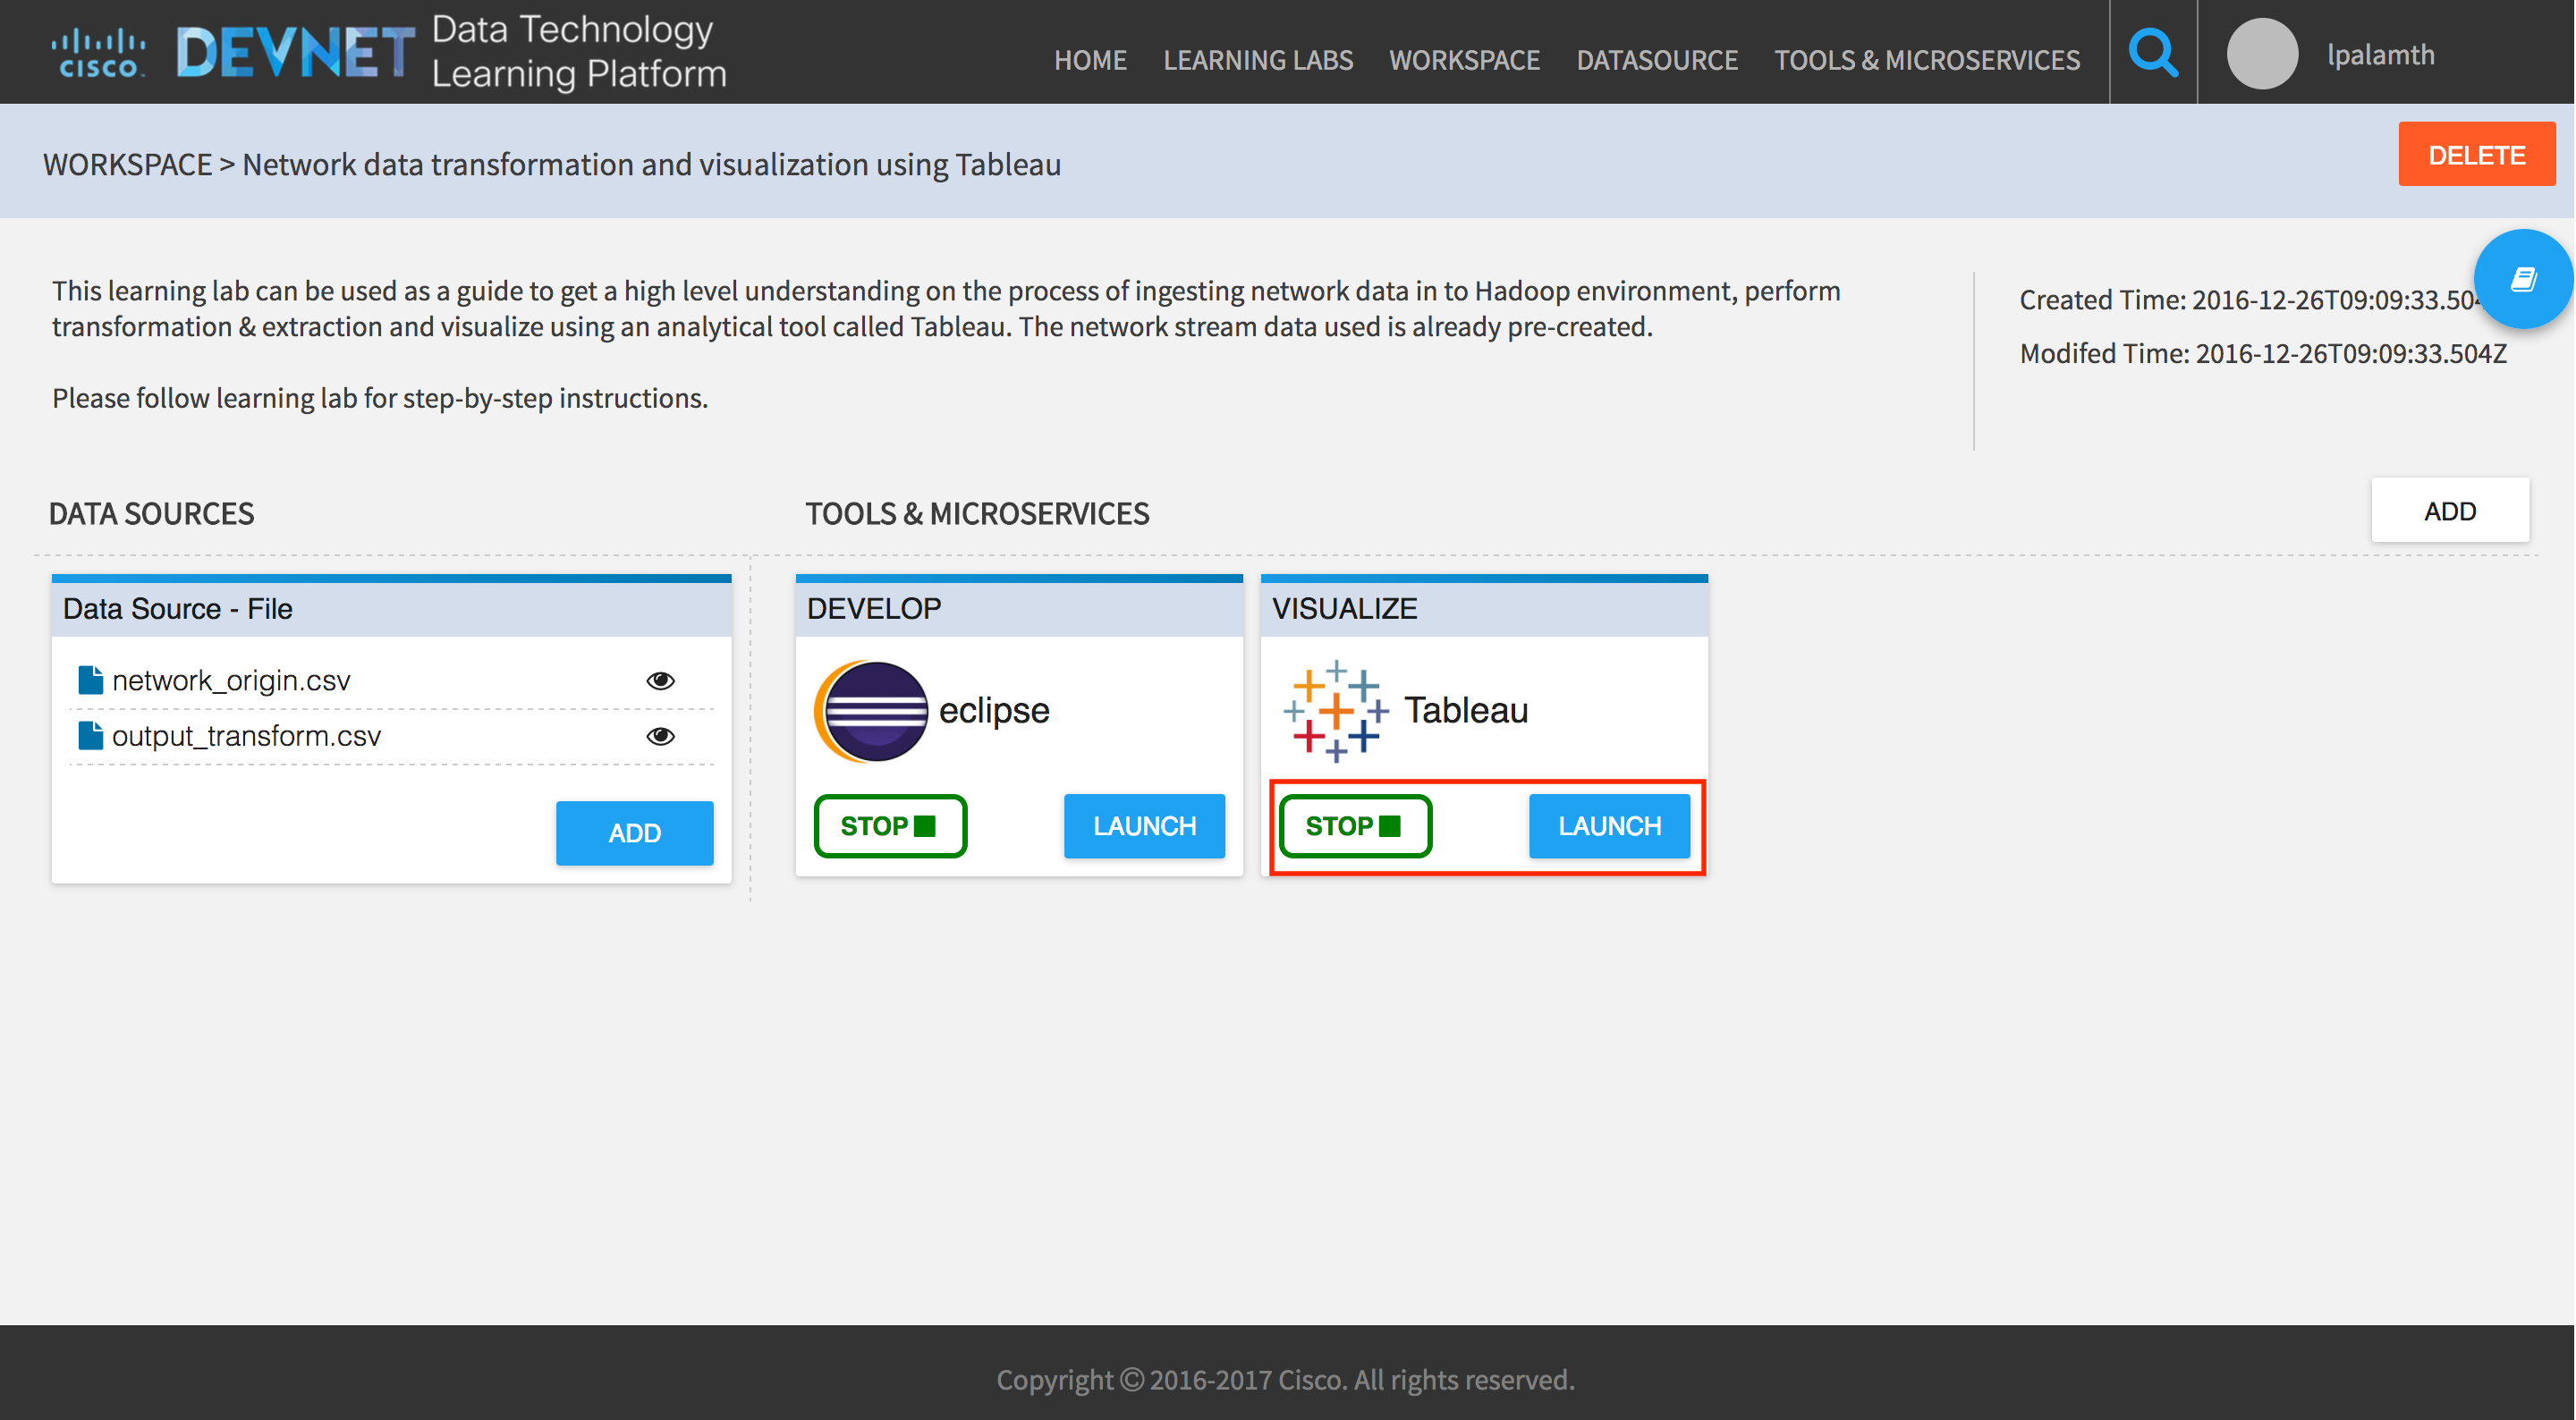 CISCO DEVNET Data Technology
Learning Platform
HOME LEARNING LABS WORKSPACE DATASOURCE TOOLS & MICROSERVICES lpalamth
WORKSPACE > Network data transformation and visualization using Tableau
DELETE
This learning lab can be used as a guide to get a high level understanding on the process of ingesting network data in to Hadoop environment, perform
transformation & extraction and visualize using an analytical tool called Tableau. The network stream data used is already pre-created.
Please follow learning lab for step-by-step instructions.
Created Time: 2016-12-26T09:09:33.504
Modifed Time: 2016-12-26T09:09:33.504Z
DATA SOURCES
TOOLS & MICROSERVICES
ADD
Data Source - File
network_origin.csv
output_transform.csv
ADD
DEVELOP
eclipse
STOP LAUNCH
VISUALIZE
Tableau
STOP LAUNCH
Copyright © 2016-2017 Cisco. All rights reserved.